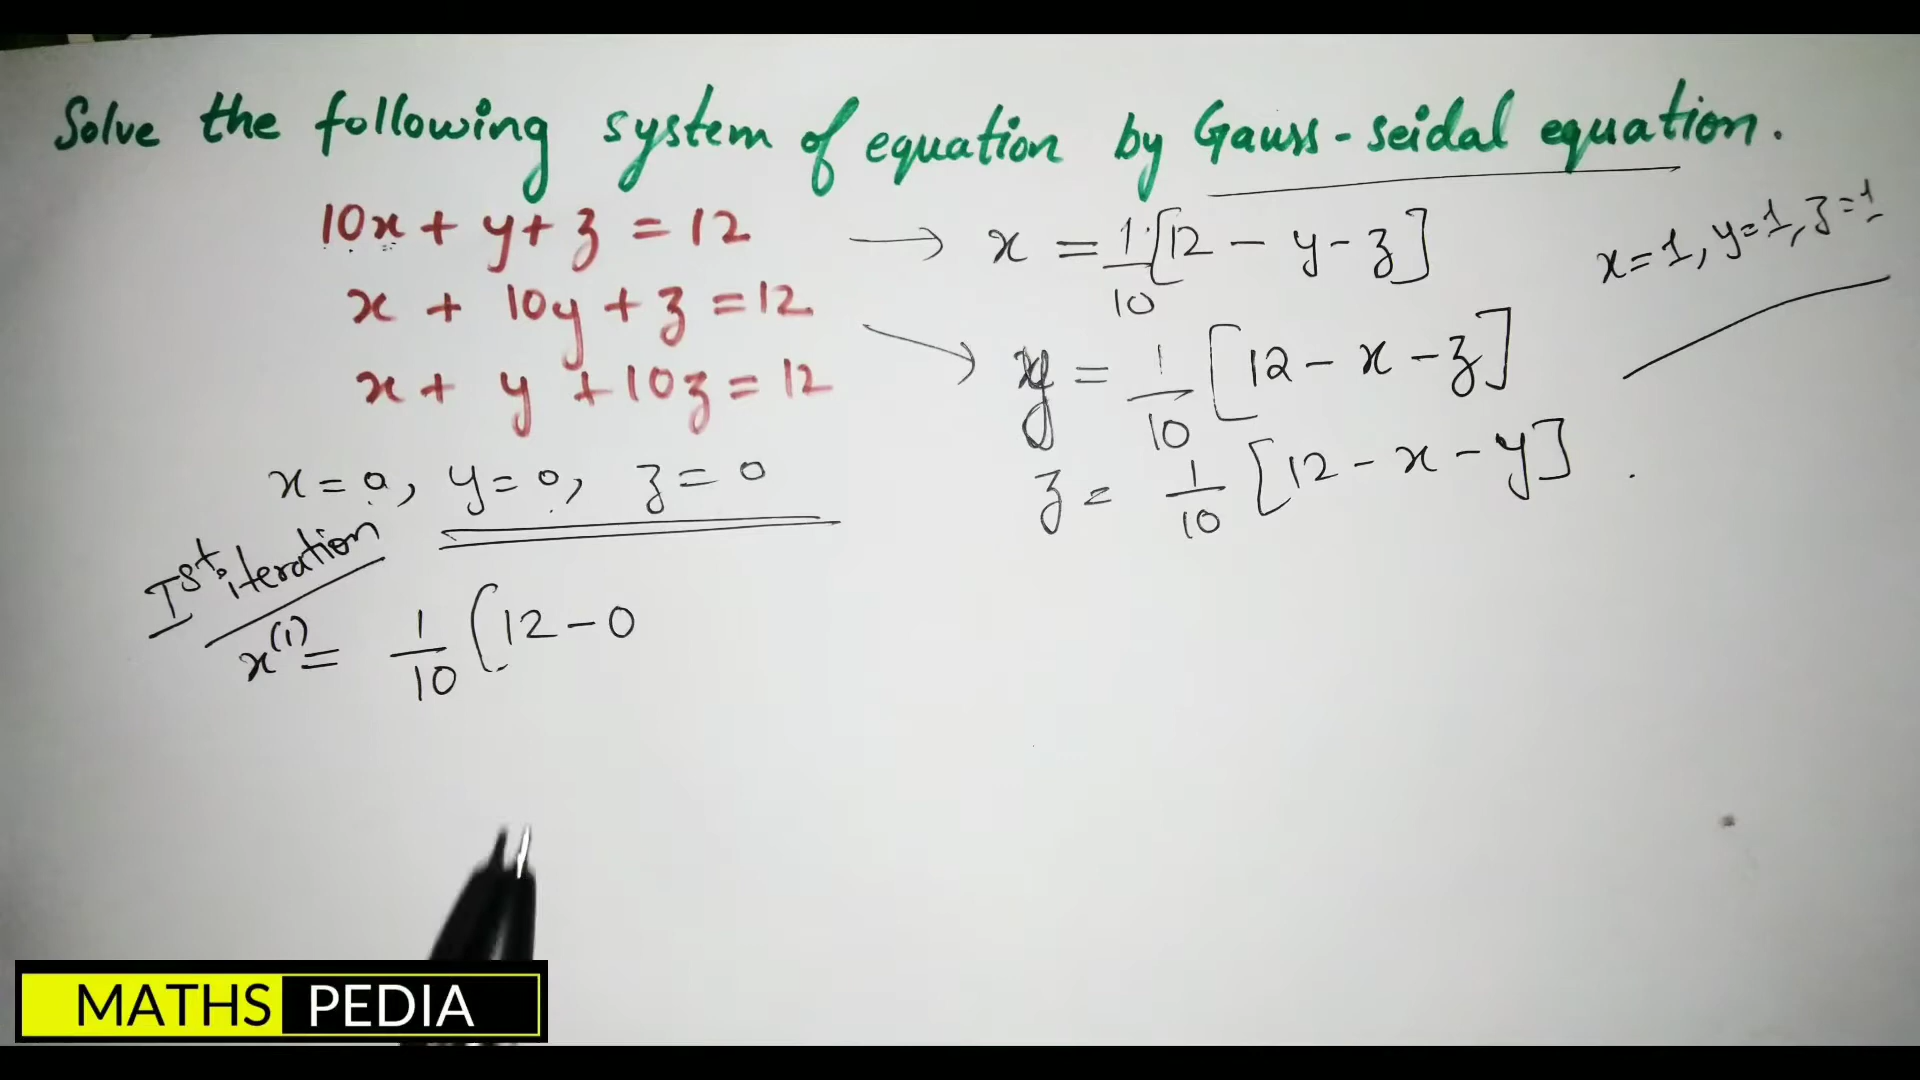 Solve the following system of equation by Gauss-seidal equation.
10x + y + z = 12
x + 10y + z = 12
x + y + 10z = 12
→ x = 1/10 [12 - y - z]
→ y = 1/10 [12 - x - z]
z = 1/10 [12 - x - y]
x = 1, y = 1, z = 1
x = 0, y = 0, z = 0
Ist iteration
x(1) = 1/10 (12 - 0
MATHS PEDIA